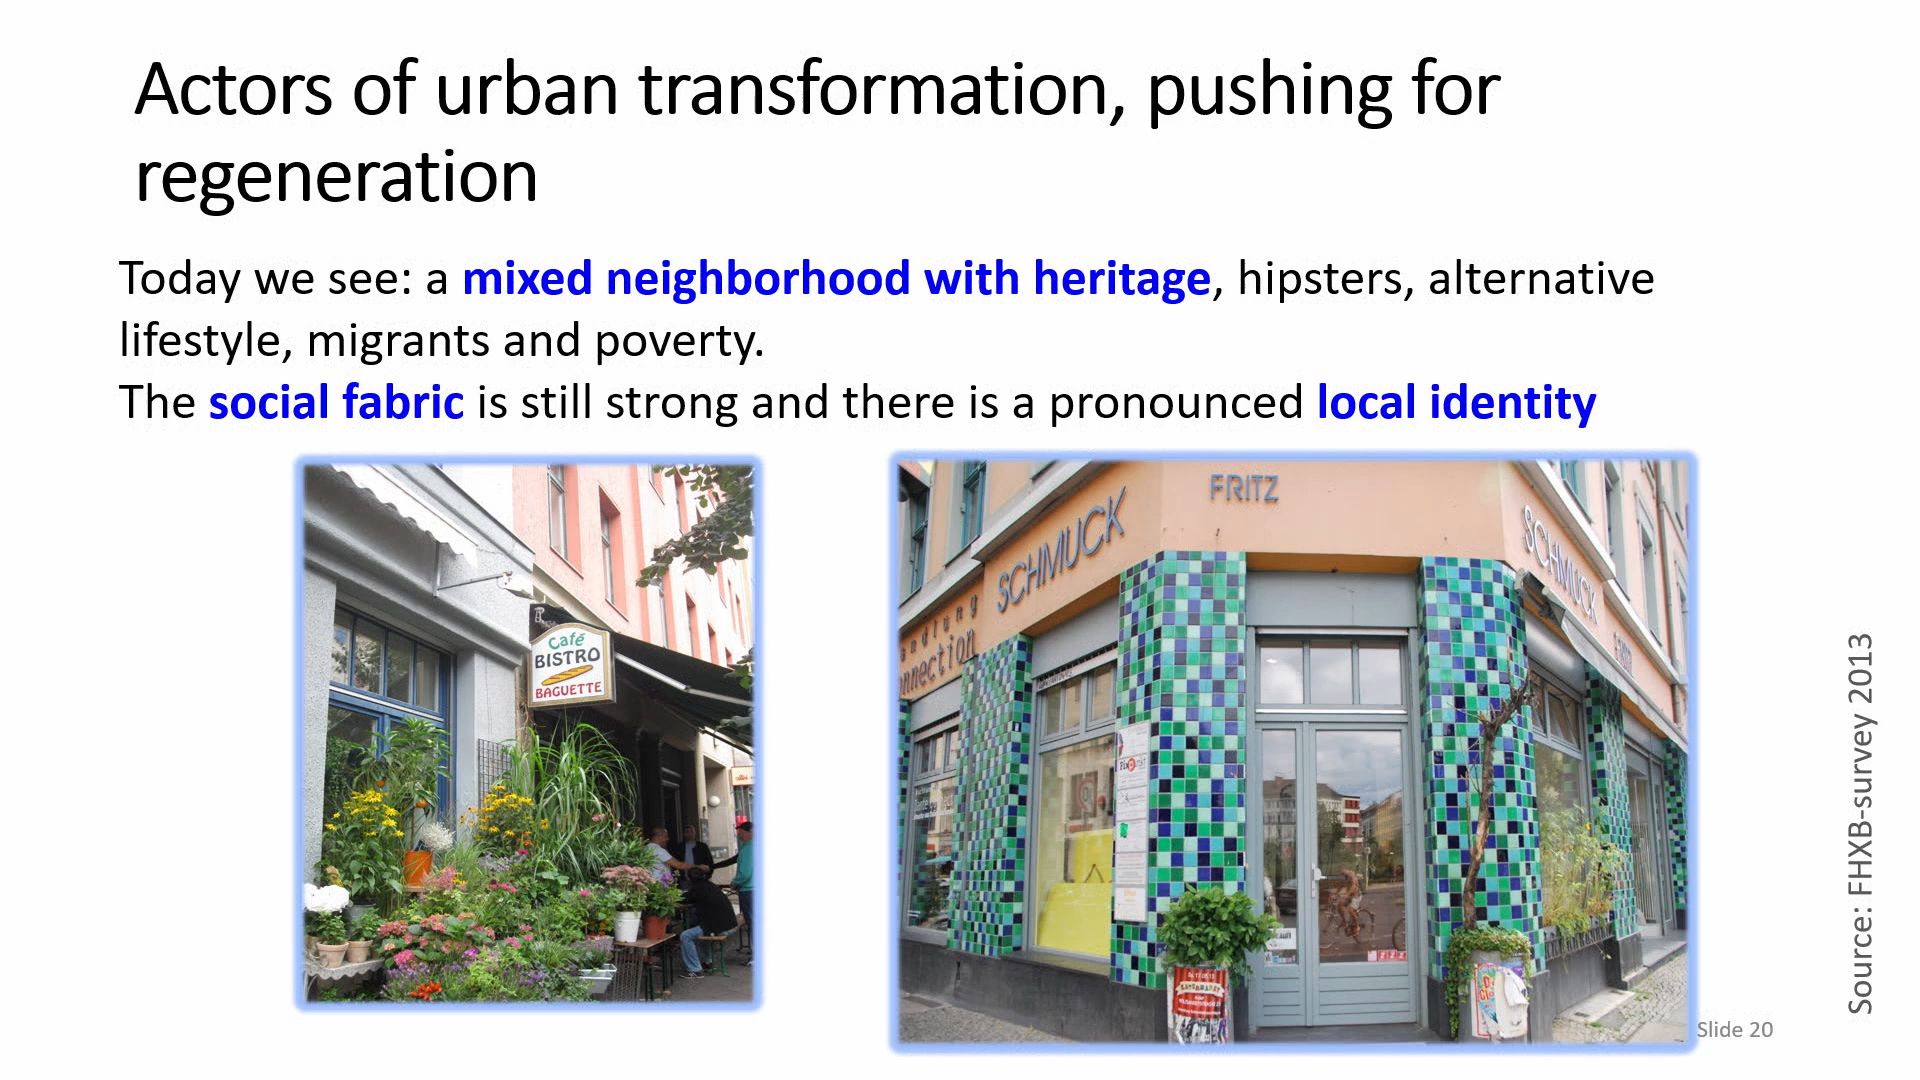 Actors of urban transformation, pushing for
regeneration
Today we see: a mixed neighborhood with heritage, hipsters, alternative
lifestyle, migrants and poverty.
The social fabric is still strong and there is a pronounced local identity
Café
BISTRO
BAGUETTE
FRITZ
SCHMUCK
SCHMUCK
FRITZ
Source: FHXB-survey 2013
Slide 20